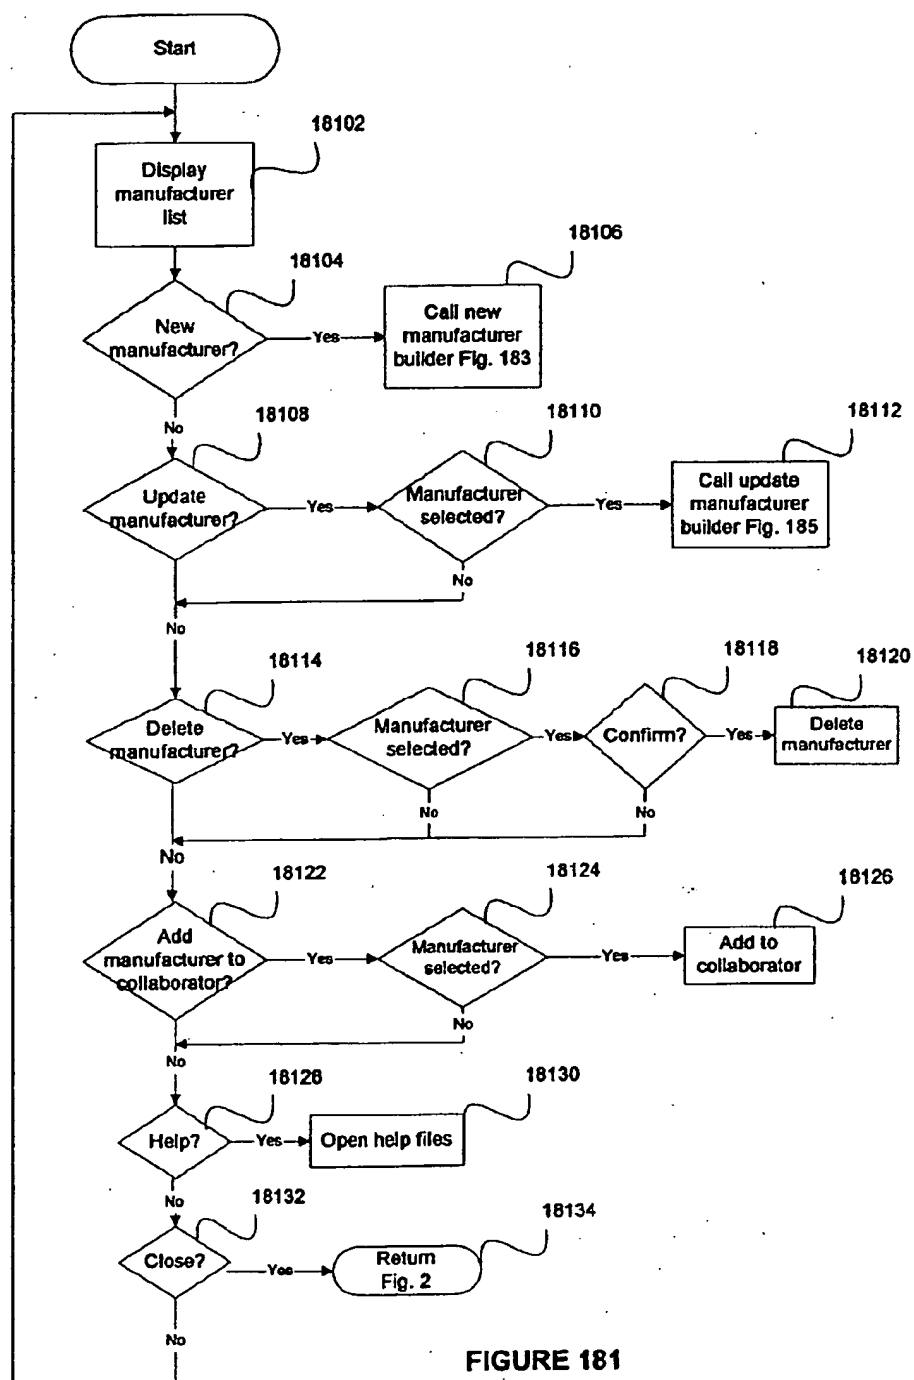 Start
18102
Display
manufacturer
list
18104
18106
New
manufacturer?
Yes
Call new
manufacturer
builder Fig. 183
No
18108
18110
18112
Update
manufacturer?
Yes
Manufacturer
selected?
Yes
Call update
manufacturer
builder Fig. 185
No
No
18114
18116
18118
18120
Delete
manufacturer?
Yes
Manufacturer
selected?
Yes
Confirm?
Yes
Delete
manufacturer
No
No
No
18122
18124
18126
Add
manufacturer to
collaborator?
Yes
Manufacturer
selected?
Yes
Add to
collaborator
No
No
18128
18130
Help?
Yes
Open help files
No
18132
18134
Close?
Yes
Return
Fig. 2
No
FIGURE 181